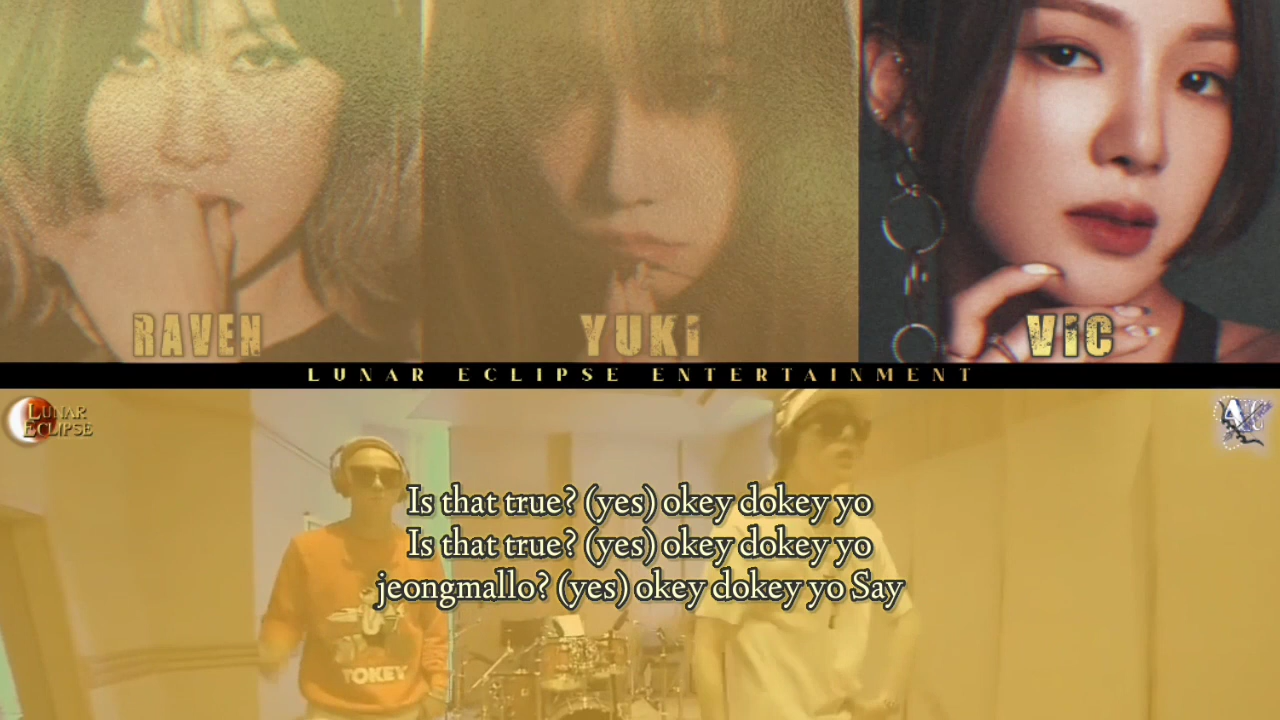 RAVEN
YUKi
ViC
LUNAR ECLIPSE ENTERTAINMENT
LUNAR
ECLIPSE
Is that true? (yes) okey dokey yo
Is that true? (yes) okey dokey yo
jeongmallo? (yes) okey dokey yo Say
TOKEY